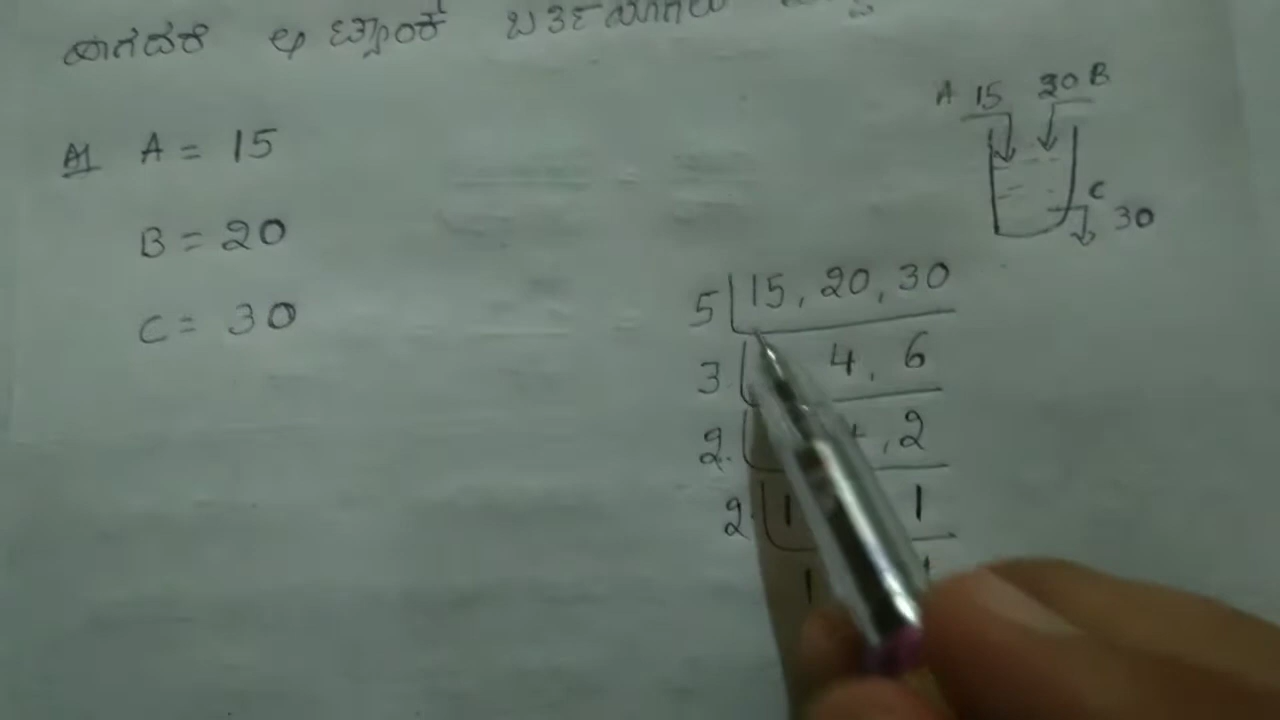 ಆ ಟ್ಯಾಂಕ್
A 15 20 B
A1 A = 15
C
30
B = 20
5 15, 20, 30
C = 30
3 4, 6
2 , 2
2 1 1
1